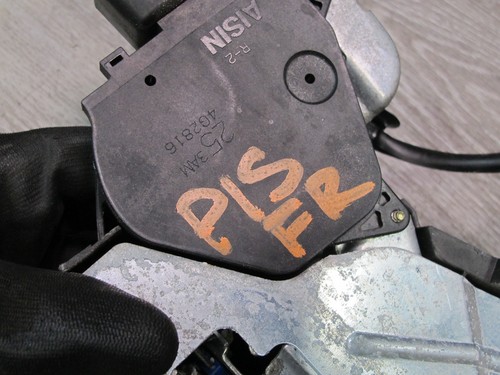 AISIN
R-2
25 3AM
4G2816
P/S
FR